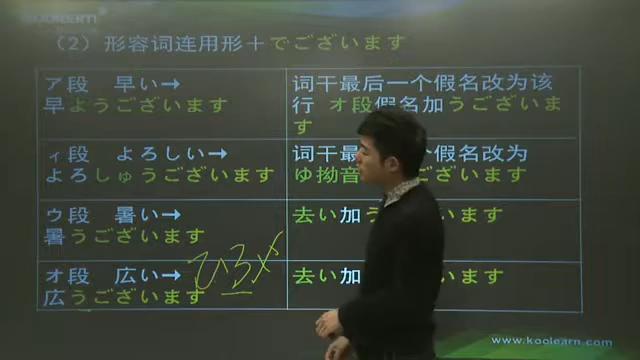 koolearn
（2）形容词连用形＋でございます
ア段　早い→
早ようございます
词干最后一个假名改为该
行　オ段假名加うございま
す
ィ段　よろしい→
よろしゅうございます
词干最
假名改为
ゆ拗音
ございます
ゥ段　暑い→
暑うございます
去い加う
ございます
オ段　広い→
広うございます
ひろ
去い加
ございます
www.koolearn.com